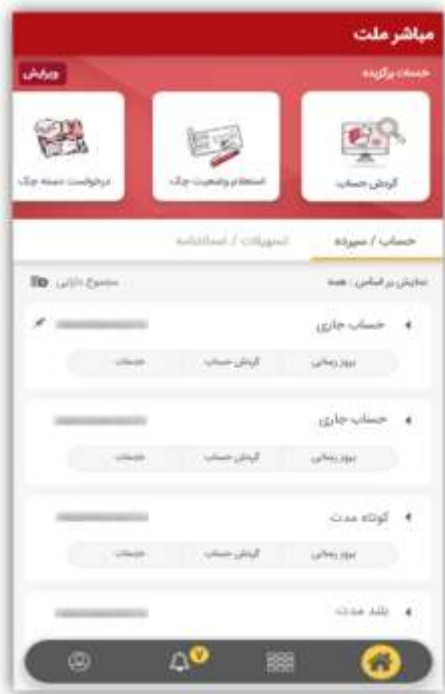 مباشر ملت
خدمات برگزیده
ویرایش
گردش حساب
استعلام وضعیت چک
درخواست دسته چک
حساب / سپرده
تسهیلات / ضمانتنامه
نمایش بر اساس : همه
مجموع دارایی
حساب جاری
بروز رسانی
گردش حساب
خدمات
حساب جاری
بروز رسانی
گردش حساب
خدمات
کوتاه مدت
بروز رسانی
گردش حساب
خدمات
بلند مدت
۷